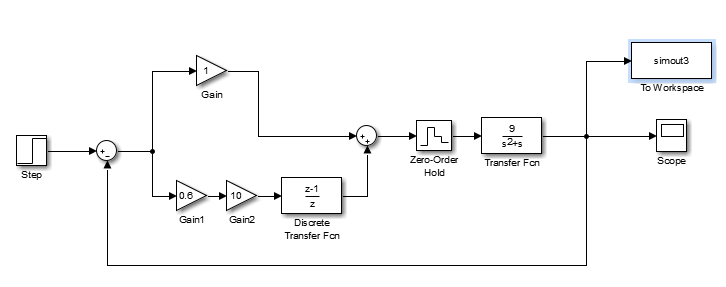 simout3
To Workspace
1
Gain
Step
+
-
+
+
Zero-Order
Hold
9
s2+s
Transfer Fcn
Scope
0.6
Gain1
10
Gain2
z-1
z
Discrete
Transfer Fcn